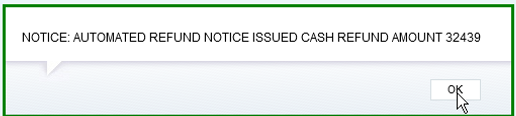 NOTICE: AUTOMATED REFUND NOTICE ISSUED CASH REFUND AMOUNT 32439
OK